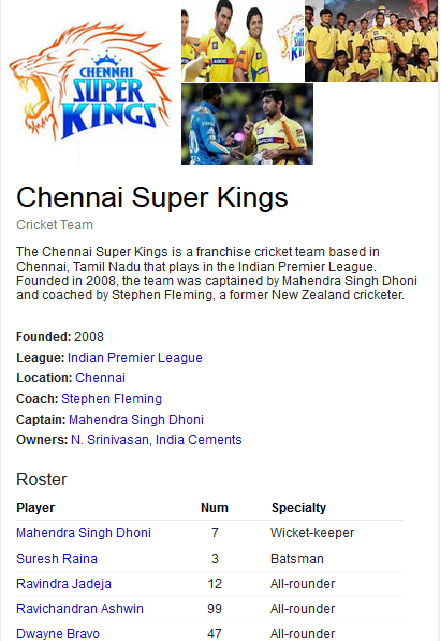 CHENNAI
SUPER
KINGS
Chennai Super Kings
Cricket Team
The Chennai Super Kings is a franchise cricket team based in
Chennai, Tamil Nadu that plays in the Indian Premier League.
Founded in 2008, the team was captained by Mahendra Singh Dhoni
and coached by Stephen Fleming, a former New Zealand cricketer.
Founded: 2008
League: Indian Premier League
Location: Chennai
Coach: Stephen Fleming
Captain: Mahendra Singh Dhoni
Owners: N. Srinivasan, India Cements
Roster
Player Num Specialty
Mahendra Singh Dhoni 7 Wicket-keeper
Suresh Raina 3 Batsman
Ravindra Jadeja 12 All-rounder
Ravichandran Ashwin 99 All-rounder
Dwayne Bravo 47 All-rounder